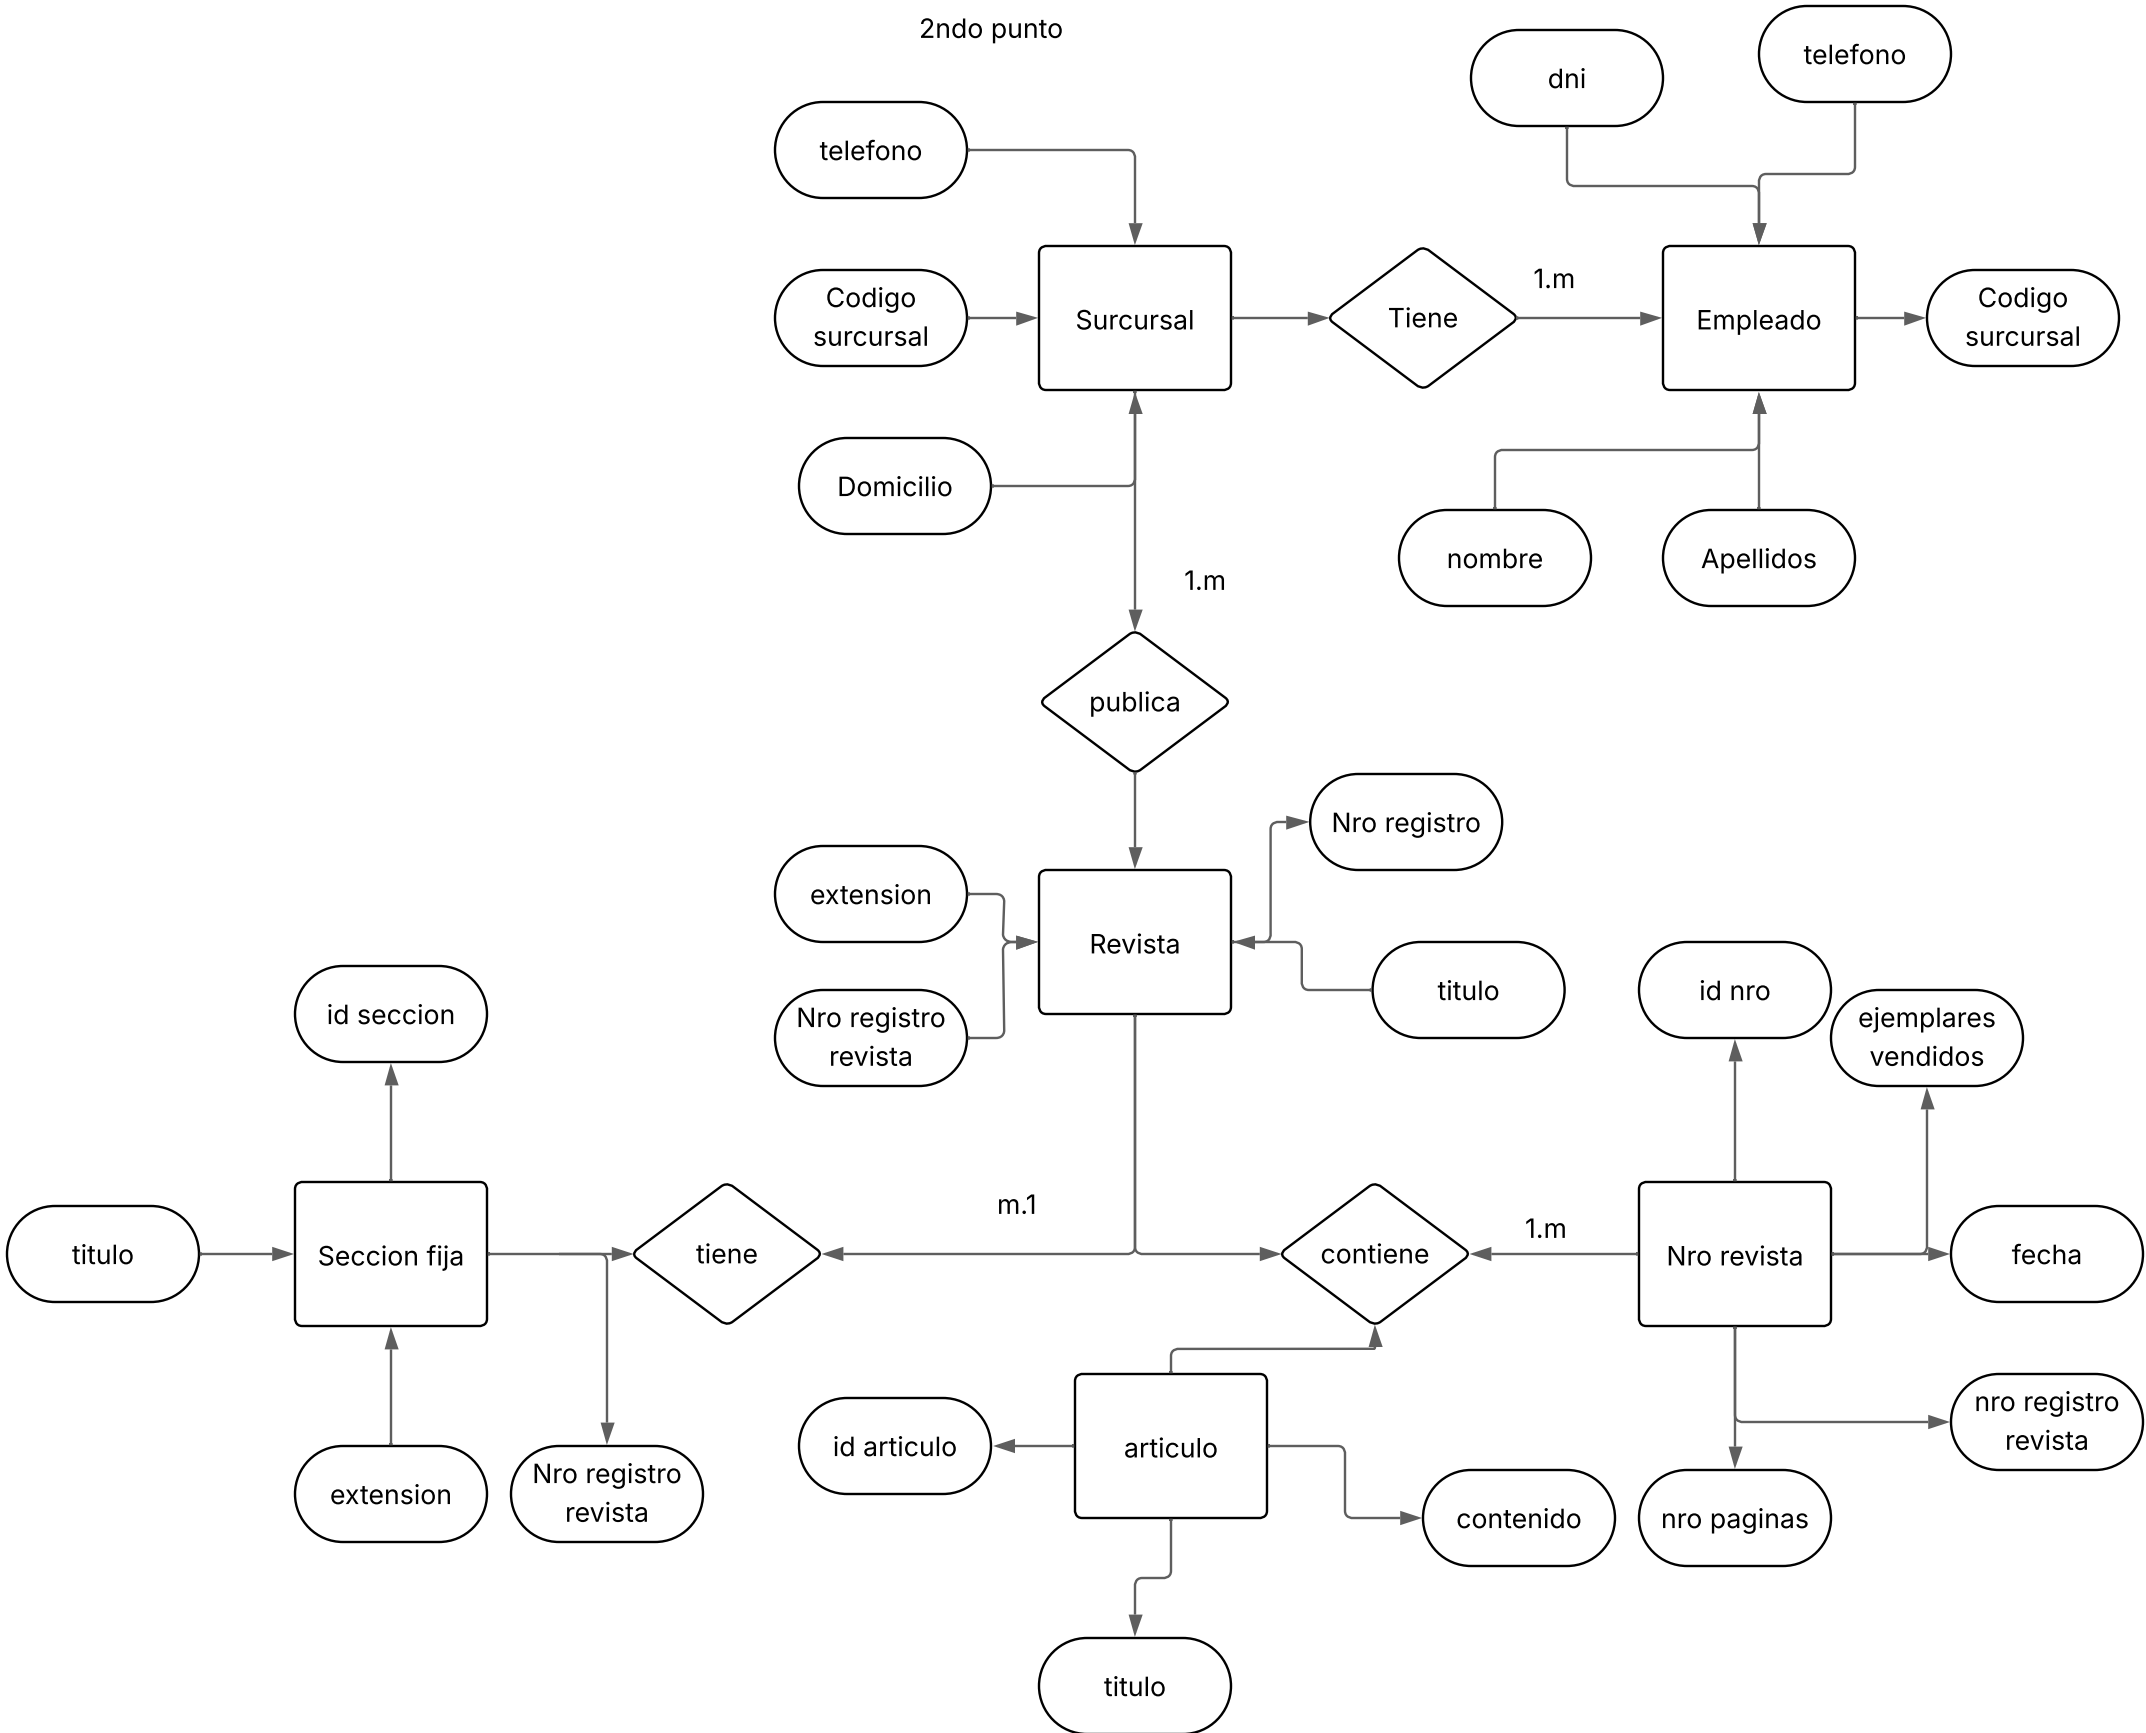 2ndo punto
dni
telefono
telefono
Codigo
surcursal
Surcursal
Tiene
1.m
Empleado
Codigo
surcursal
Domicilio
nombre
Apellidos
1.m
publica
Nro registro
extension
Revista
titulo
Nro registro
revista
id nro
ejemplares
vendidos
id seccion
titulo
Seccion fija
tiene
m.1
contiene
1.m
Nro revista
fecha
extension
Nro registro
revista
id articulo
articulo
contenido
nro registro
revista
nro paginas
titulo